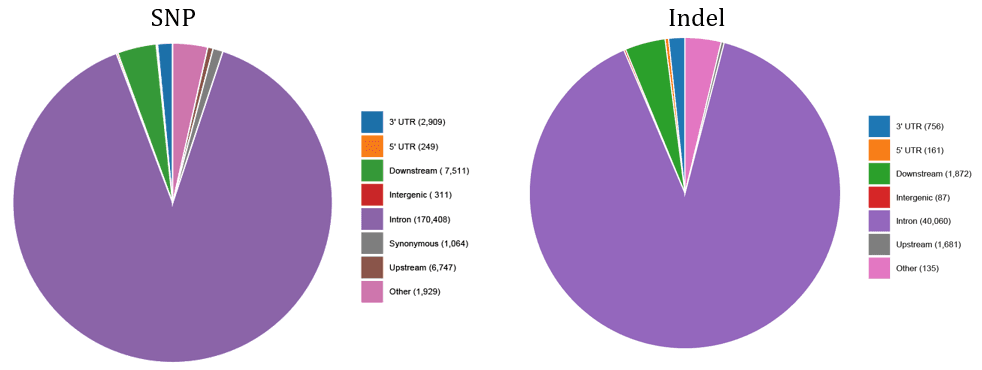 SNP
3' UTR (2,909)
5' UTR (249)
Downstream ( 7,511)
Intergenic ( 311)
Intron (170,408)
Synonymous (1,064)
Upstream (6,747)
Other (1,929)
Indel
3' UTR (756)
5' UTR (161)
Downstream (1,872)
Intergenic (87)
Intron (40,060)
Upstream (1,681)
Other (135)